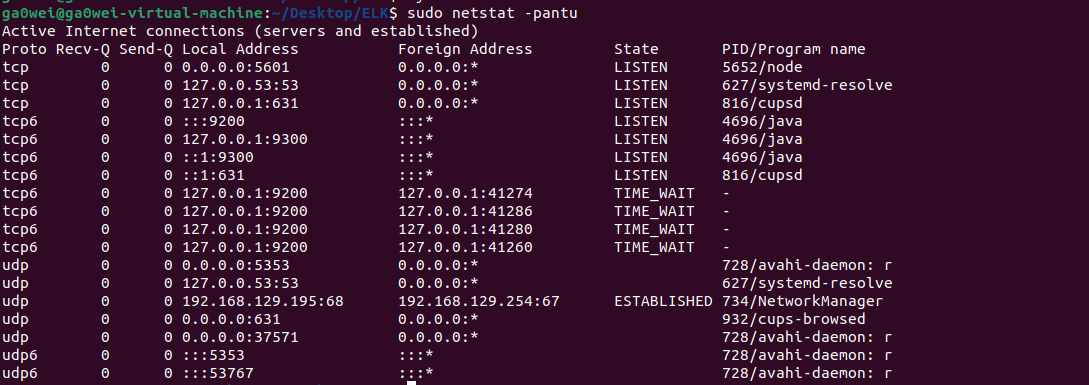 ga0wei@ga0wei-virtual-machine:~/Desktop/ELK$ sudo netstat -pantu
Active Internet connections (servers and established)
Proto Recv-Q Send-Q Local Address           Foreign Address         State       PID/Program name
tcp        0      0 0.0.0.0:5601            0.0.0.0:*               LISTEN      5652/node
tcp        0      0 127.0.0.53:53           0.0.0.0:*               LISTEN      627/systemd-resolve
tcp        0      0 127.0.0.1:631           0.0.0.0:*               LISTEN      816/cupsd
tcp6       0      0 :::9200                 :::*                    LISTEN      4696/java
tcp6       0      0 127.0.0.1:9300          :::*                    LISTEN      4696/java
tcp6       0      0 ::1:9300                :::*                    LISTEN      4696/java
tcp6       0      0 ::1:631                 :::*                    LISTEN      816/cupsd
tcp6       0      0 127.0.0.1:9200          127.0.0.1:41274         TIME_WAIT   -
tcp6       0      0 127.0.0.1:9200          127.0.0.1:41286         TIME_WAIT   -
tcp6       0      0 127.0.0.1:9200          127.0.0.1:41280         TIME_WAIT   -
tcp6       0      0 127.0.0.1:9200          127.0.0.1:41260         TIME_WAIT   -
udp        0      0 0.0.0.0:5353            0.0.0.0:*                           728/avahi-daemon: r
udp        0      0 127.0.0.53:53           0.0.0.0:*                           627/systemd-resolve
udp        0      0 192.168.129.195:68      192.168.129.254:67      ESTABLISHED 734/NetworkManager
udp        0      0 0.0.0.0:631             0.0.0.0:*                           932/cups-browsed
udp        0      0 0.0.0.0:37571           0.0.0.0:*                           728/avahi-daemon: r
udp6       0      0 :::5353                 :::*                                728/avahi-daemon: r
udp6       0      0 :::53767                :::*                                728/avahi-daemon: r